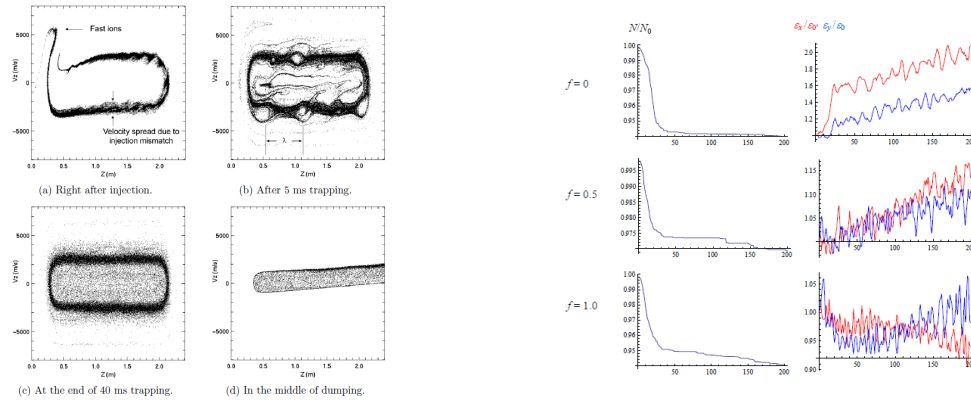 Fast ions
Velocity spread due to
injection mismatch
Vz (m/s)
5000
0
−5000
0.0 0.5 1.0 1.5 2.0
Z (m)
(a) Right after injection.
λ
Vz (m/s)
5000
0
−5000
0.0 0.5 1.0 1.5 2.0
Z (m)
(b) After 5 ms trapping.
Vz (m/s)
5000
0
−5000
0.0 0.5 1.0 1.5 2.0
Z (m)
(c) At the end of 40 ms trapping.
Vz (m/s)
5000
0
−5000
0.0 0.5 1.0 1.5 2.0
Z (m)
(d) In the middle of dumping.
N/N0
εx/ε0, εy/ε0
f=0
1.00
0.99
0.98
0.97
0.96
0.95
50 100 150 200
2.0
1.8
1.6
1.4
1.2
1.0
50 100 150 200
f=0.5
0.995
0.990
0.985
0.980
0.975
0.970
50 100 150 200
1.15
1.10
1.05
1.00
50 100 150 200
f=1.0
1.00
0.99
0.98
0.97
0.96
0.95
50 100 150 200
1.05
1.00
0.95
0.90
50 100 150 200